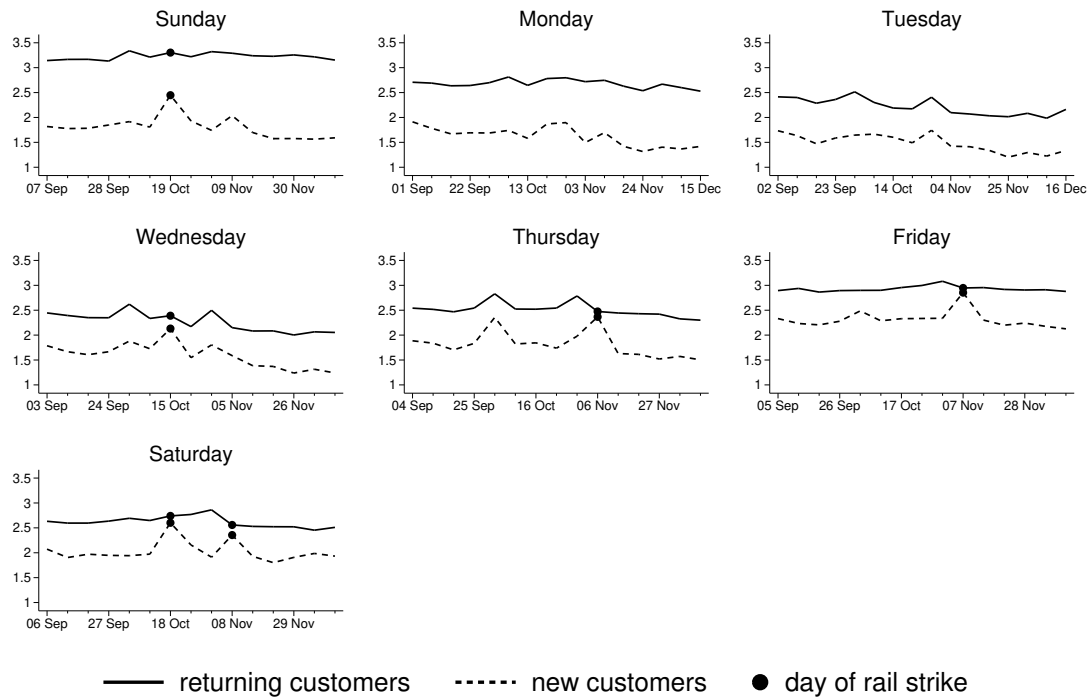 Sunday
3.5
3
2.5
2
1.5
1
07 Sep 28 Sep 19 Oct 09 Nov 30 Nov
Monday
3.5
3
2.5
2
1.5
1
01 Sep 22 Sep 13 Oct 03 Nov 24 Nov 15 Dec
Tuesday
3.5
3
2.5
2
1.5
1
02 Sep 23 Sep 14 Oct 04 Nov 25 Nov 16 Dec
Wednesday
3.5
3
2.5
2
1.5
1
03 Sep 24 Sep 15 Oct 05 Nov 26 Nov
Thursday
3.5
3
2.5
2
1.5
1
04 Sep 25 Sep 16 Oct 06 Nov 27 Nov
Friday
3.5
3
2.5
2
1.5
1
05 Sep 26 Sep 17 Oct 07 Nov 28 Nov
Saturday
3.5
3
2.5
2
1.5
1
06 Sep 27 Sep 18 Oct 08 Nov 29 Nov
returning customers new customers day of rail strike